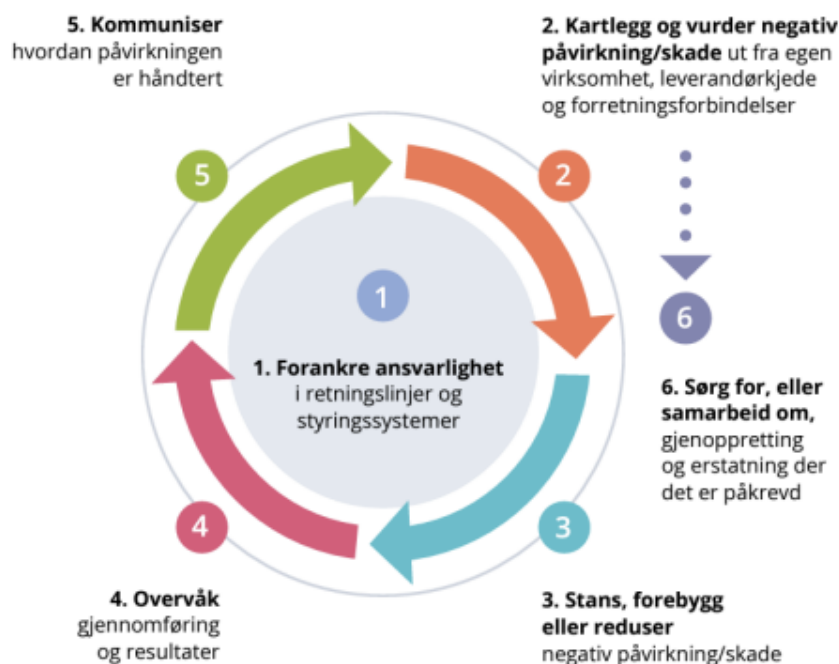 5. Kommuniser
hvordan påvirkningen
er håndtert
2. Kartlegg og vurder negativ
påvirkning/skade ut fra egen
virksomhet, leverandørkjede
og forretningsforbindelser
5
2
1
6
1. Forankre ansvarlighet
i retningslinjer og
styringssystemer
6. Sørg for, eller
samarbeid om,
gjenoppretting
og erstatning der
det er påkrevd
4
3
4. Overvåk
gjennomføring
og resultater
3. Stans, forebygg
eller reduser
negativ påvirkning/skade